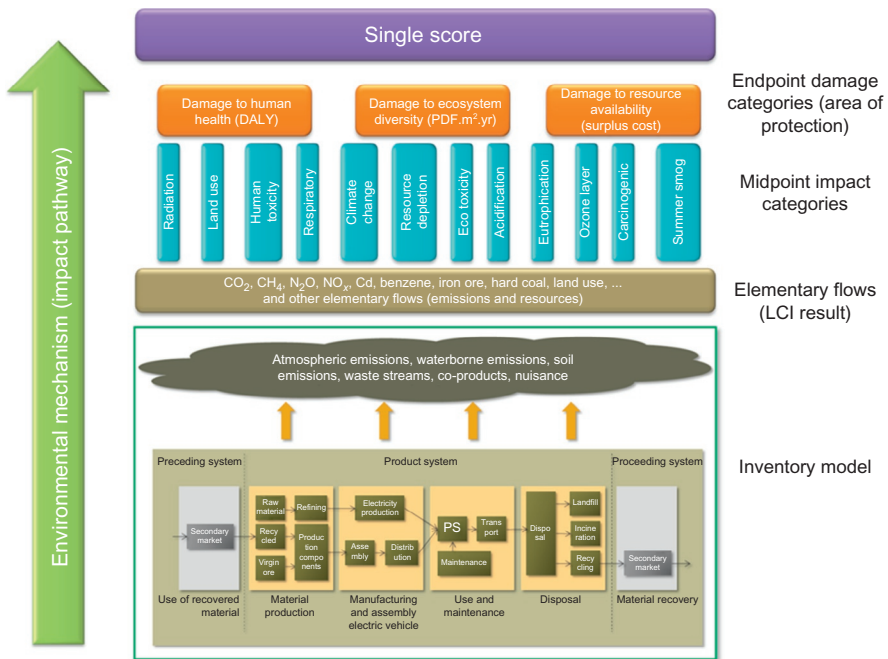 Single score
Damage to human
health (DALY)
Damage to ecosystem
diversity (PDF.m².yr)
Damage to resource
availability
(surplus cost)
Endpoint damage
categories (area of
protection)
Radiation
Land use
Human
toxicity
Respiratory
Climate
change
Resource
depletion
Eco toxicity
Acidification
Eutrophication
Ozone layer
Carcinogenic
Summer smog
Midpoint impact
categories
CO₂, CH₄, N₂O, NOₓ, Cd, benzene, iron ore, hard coal, land use, ...
and other elementary flows (emissions and resources)
Elementary flows
(LCI result)
Environmental mechanism (impact pathway)
Atmospheric emissions, waterborne emissions, soil
emissions, waste streams, co-products, nuisance
Inventory model
Preceding system
Product system
Proceeding system
Secondary
market
Raw
material
Refining
Recy
cled
Produc
tion compo
nents
Virgin
ore
Electricity
production
Asse
mbly
Distrib
ution
PS
Trans
port
Maintenance
Dispo
sal
Landfill
Incine
ration
Recy
cling
Secondary
market
Use of recovered
material
Material
production
Manufacturing
and assembly
electric vehicle
Use and
maintenance
Disposal
Material recovery